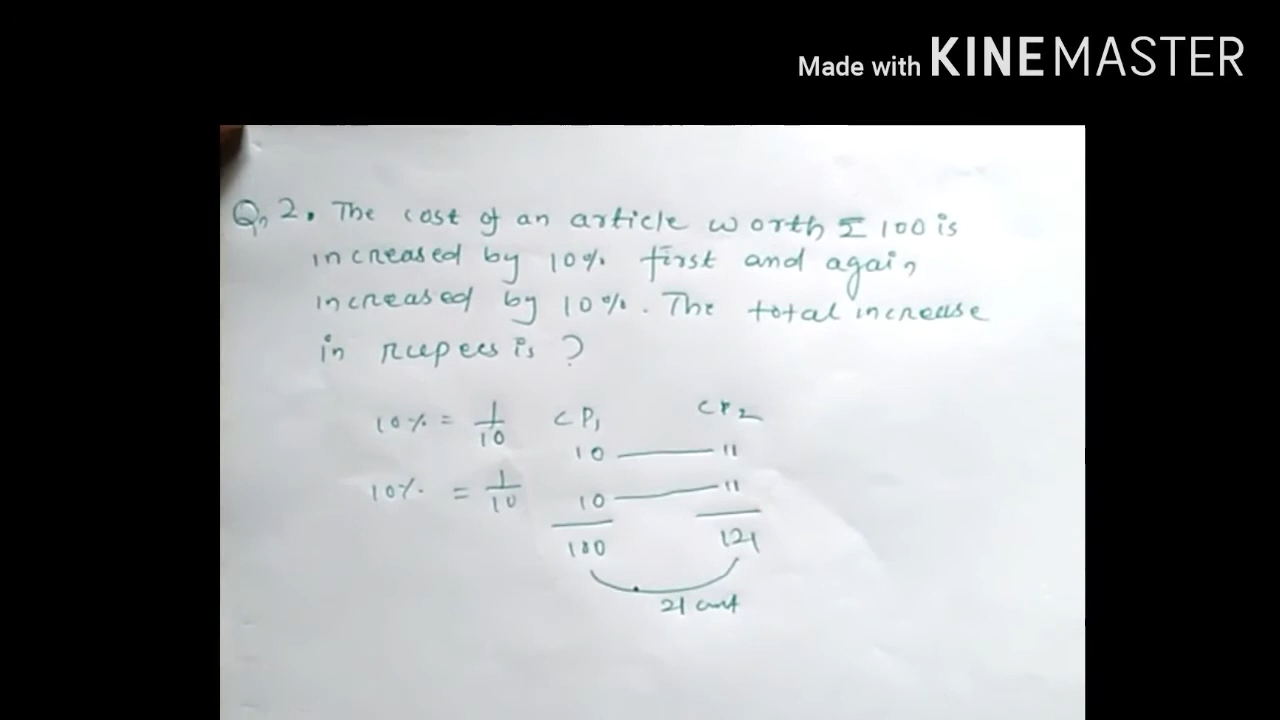 Made with KINEMASTER
Q, 2. The cost of an article worth ₹ 100 is
increased by 10% first and again
increased by 10%. The total increase
in rupees is ?
10% = 1/10 CP1 CP2
10 — 11
10% = 1/10 10 — 11
100 121
21